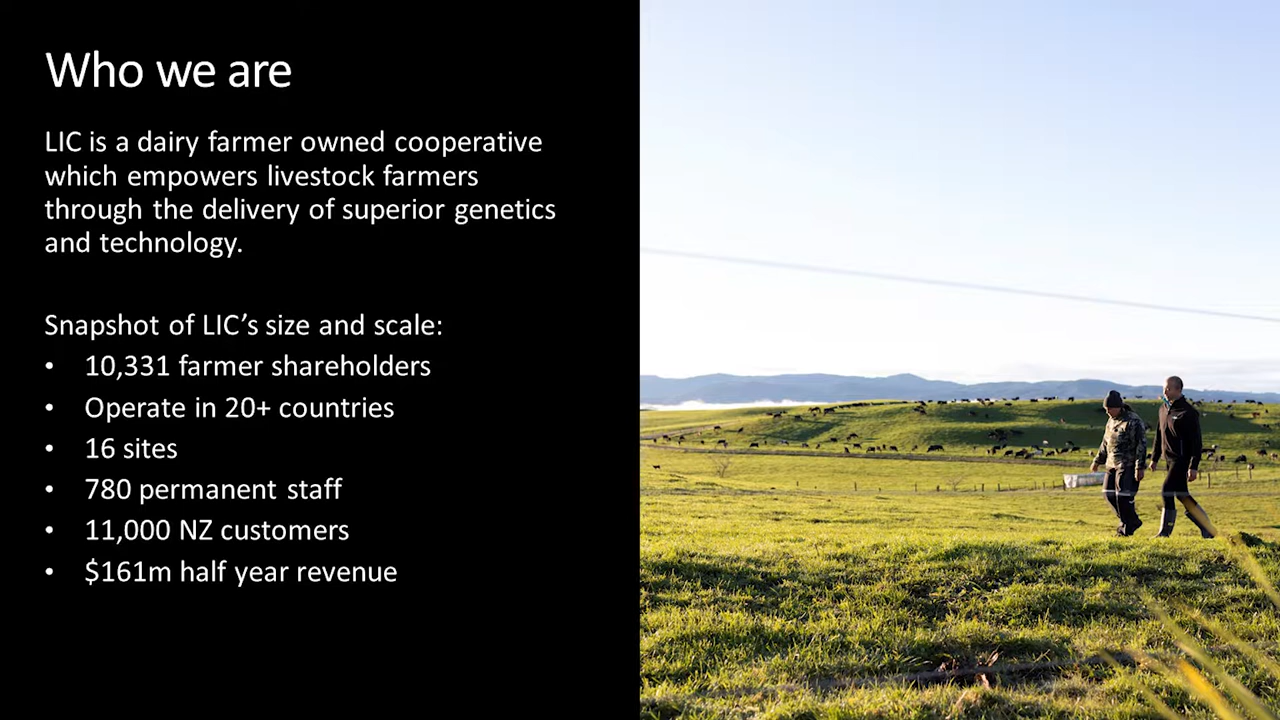 Who we are
LIC is a dairy farmer owned cooperative
which empowers livestock farmers
through the delivery of superior genetics
and technology.
Snapshot of LIC’s size and scale:
• 10,331 farmer shareholders
• Operate in 20+ countries
• 16 sites
• 780 permanent staff
• 11,000 NZ customers
• $161m half year revenue